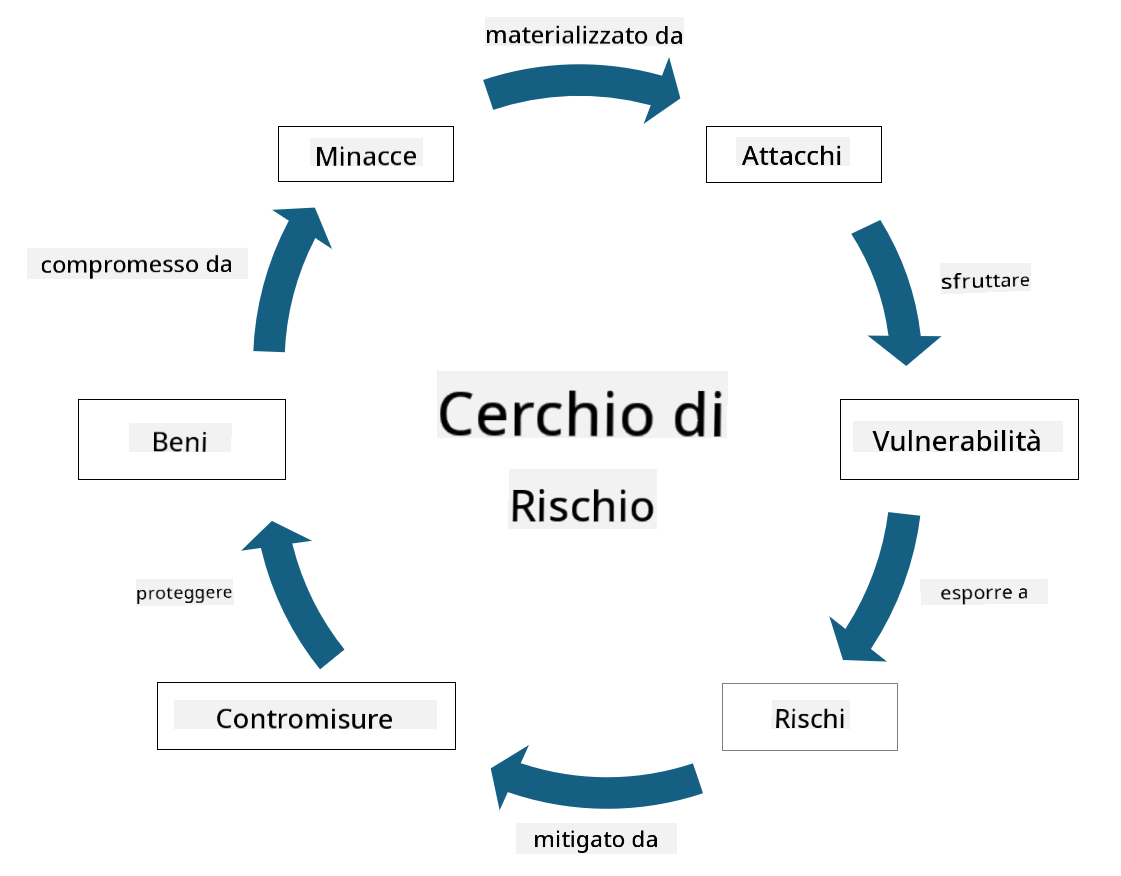 materializzato da
Minacce
Attacchi
compromesso da
sfruttare
Cerchio di
Rischio
Beni
Vulnerabilità
proteggere
esporre a
Contromisure
Rischi
mitigato da